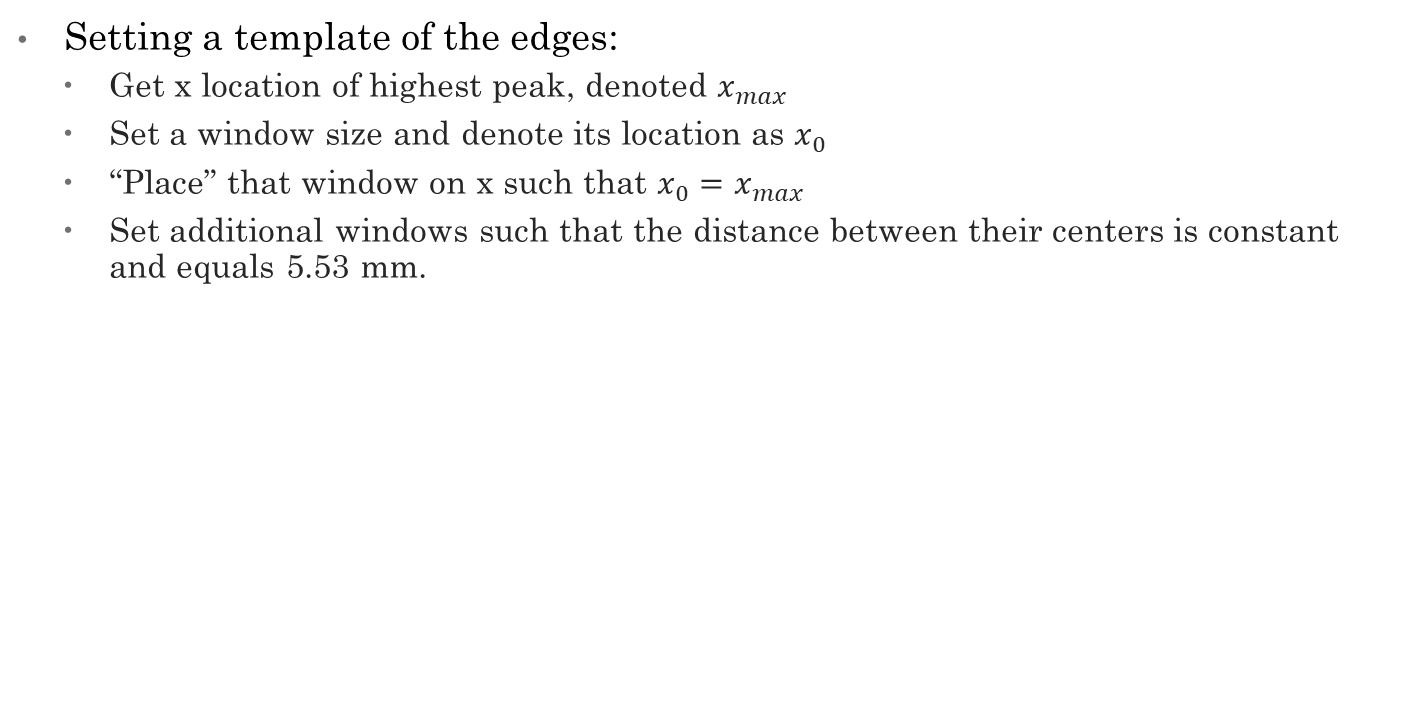 • Setting a template of the edges:
• Get x location of highest peak, denoted x_max
• Set a window size and denote its location as x_0
• “Place” that window on x such that x_0 = x_max
• Set additional windows such that the distance between their centers is constant
and equals 5.53 mm.